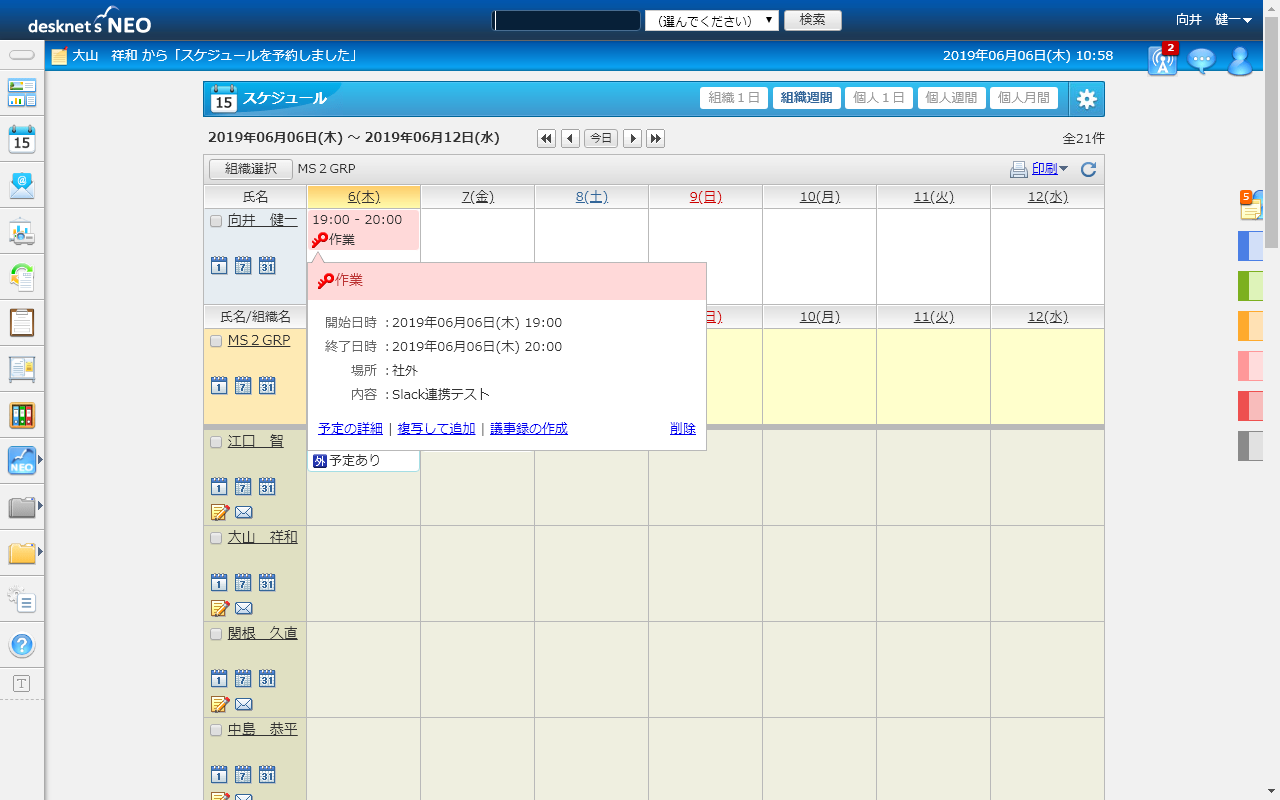 desknet's NEO
(選んでください) ▼
検索
向井　健一▼
大山　祥和 から「スケジュールを予約しました」
2019年06月06日(木) 10:58
2
15
スケジュール
組織１日
組織週間
個人１日
個人週間
個人月間
2019年06月06日(木) ～ 2019年06月12日(水)
今日
全21件
組織選択
MS２GRP
印刷
氏名
6(木)
7(金)
8(土)
9(日)
10(月)
11(火)
12(水)
向井　健一
19:00 - 20:00
作業
1 7 31
作業
開始日時 ：2019年06月06日(木) 19:00
終了日時 ：2019年06月06日(木) 20:00
場所 ：社外
内容 ：Slack連携テスト
予定の詳細 | 複写して追加 | 議事録の作成
削除
氏名/組織名
日)
10(月)
11(火)
12(水)
MS２GRP
1 7 31
江口　智
外 予定あり
1 7 31
大山　祥和
1 7 31
関根　久直
1 7 31
中島　恭平
1 7 31
15
NEO
?
T
5